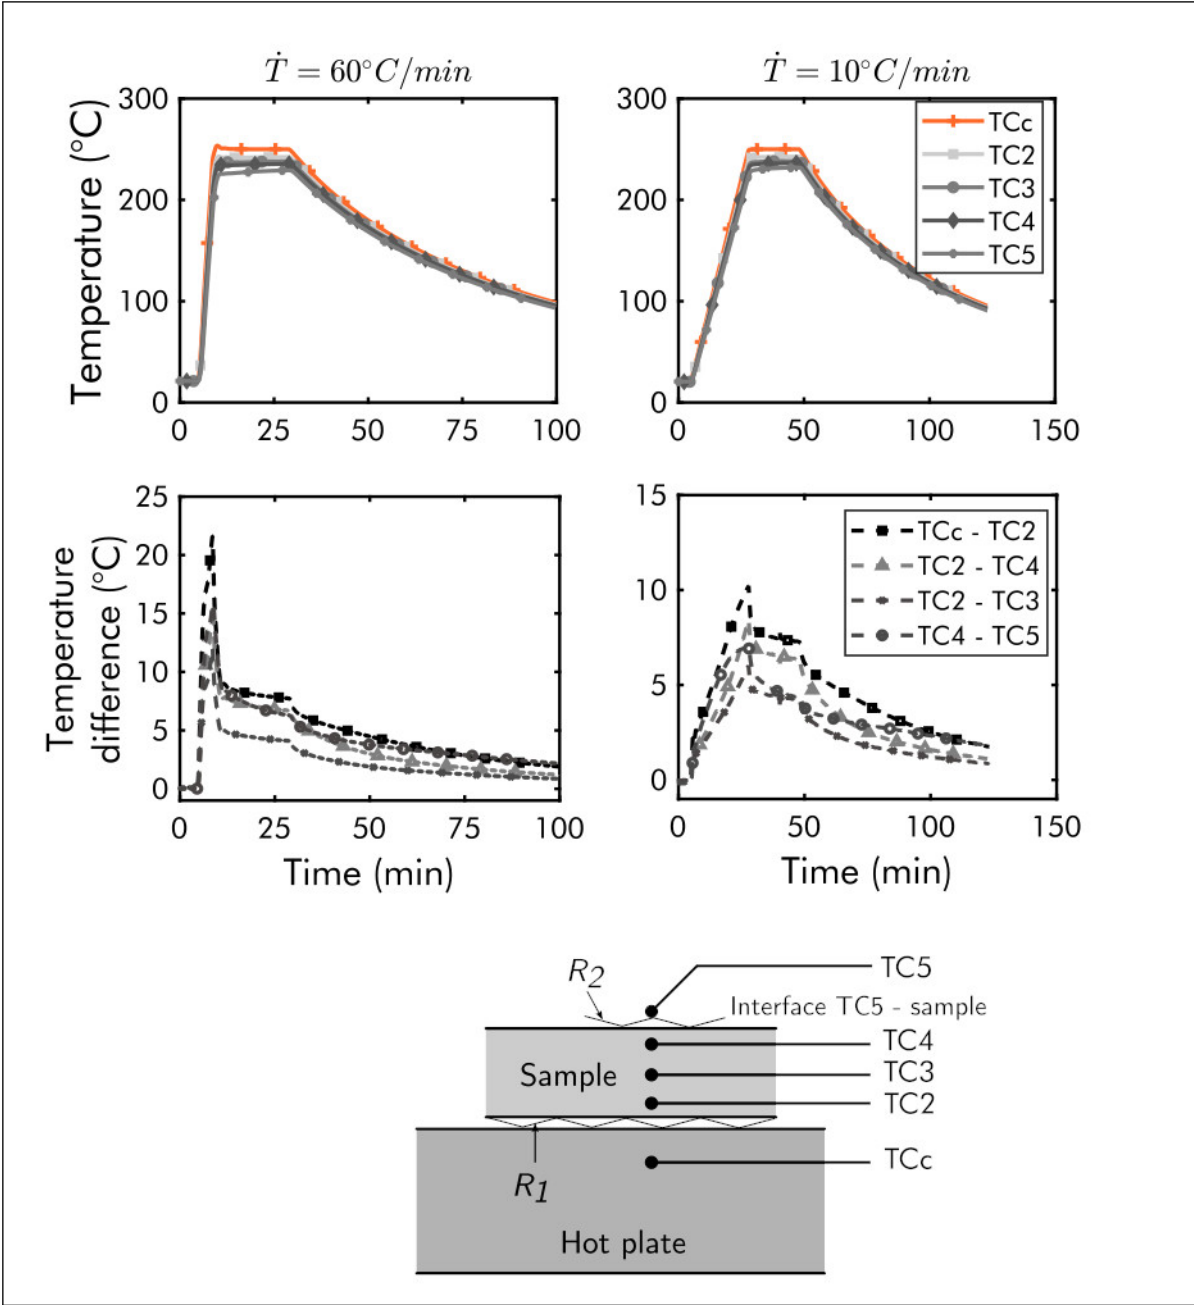 Ṫ = 60°C/min
Ṫ = 10°C/min
Temperature (°C)
300
200
100
0
0 25 50 75 100
300
200
100
0
0 50 100 150
TCc
TC2
TC3
TC4
TC5
Temperature
difference (°C)
25
20
15
10
5
0
0 25 50 75 100
Time (min)
15
10
5
0
0 50 100 150
Time (min)
TCc - TC2
TC2 - TC4
TC2 - TC3
TC4 - TC5
TC5
R2
Interface TC5 - sample
TC4
Sample
TC3
TC2
TCc
R1
Hot plate